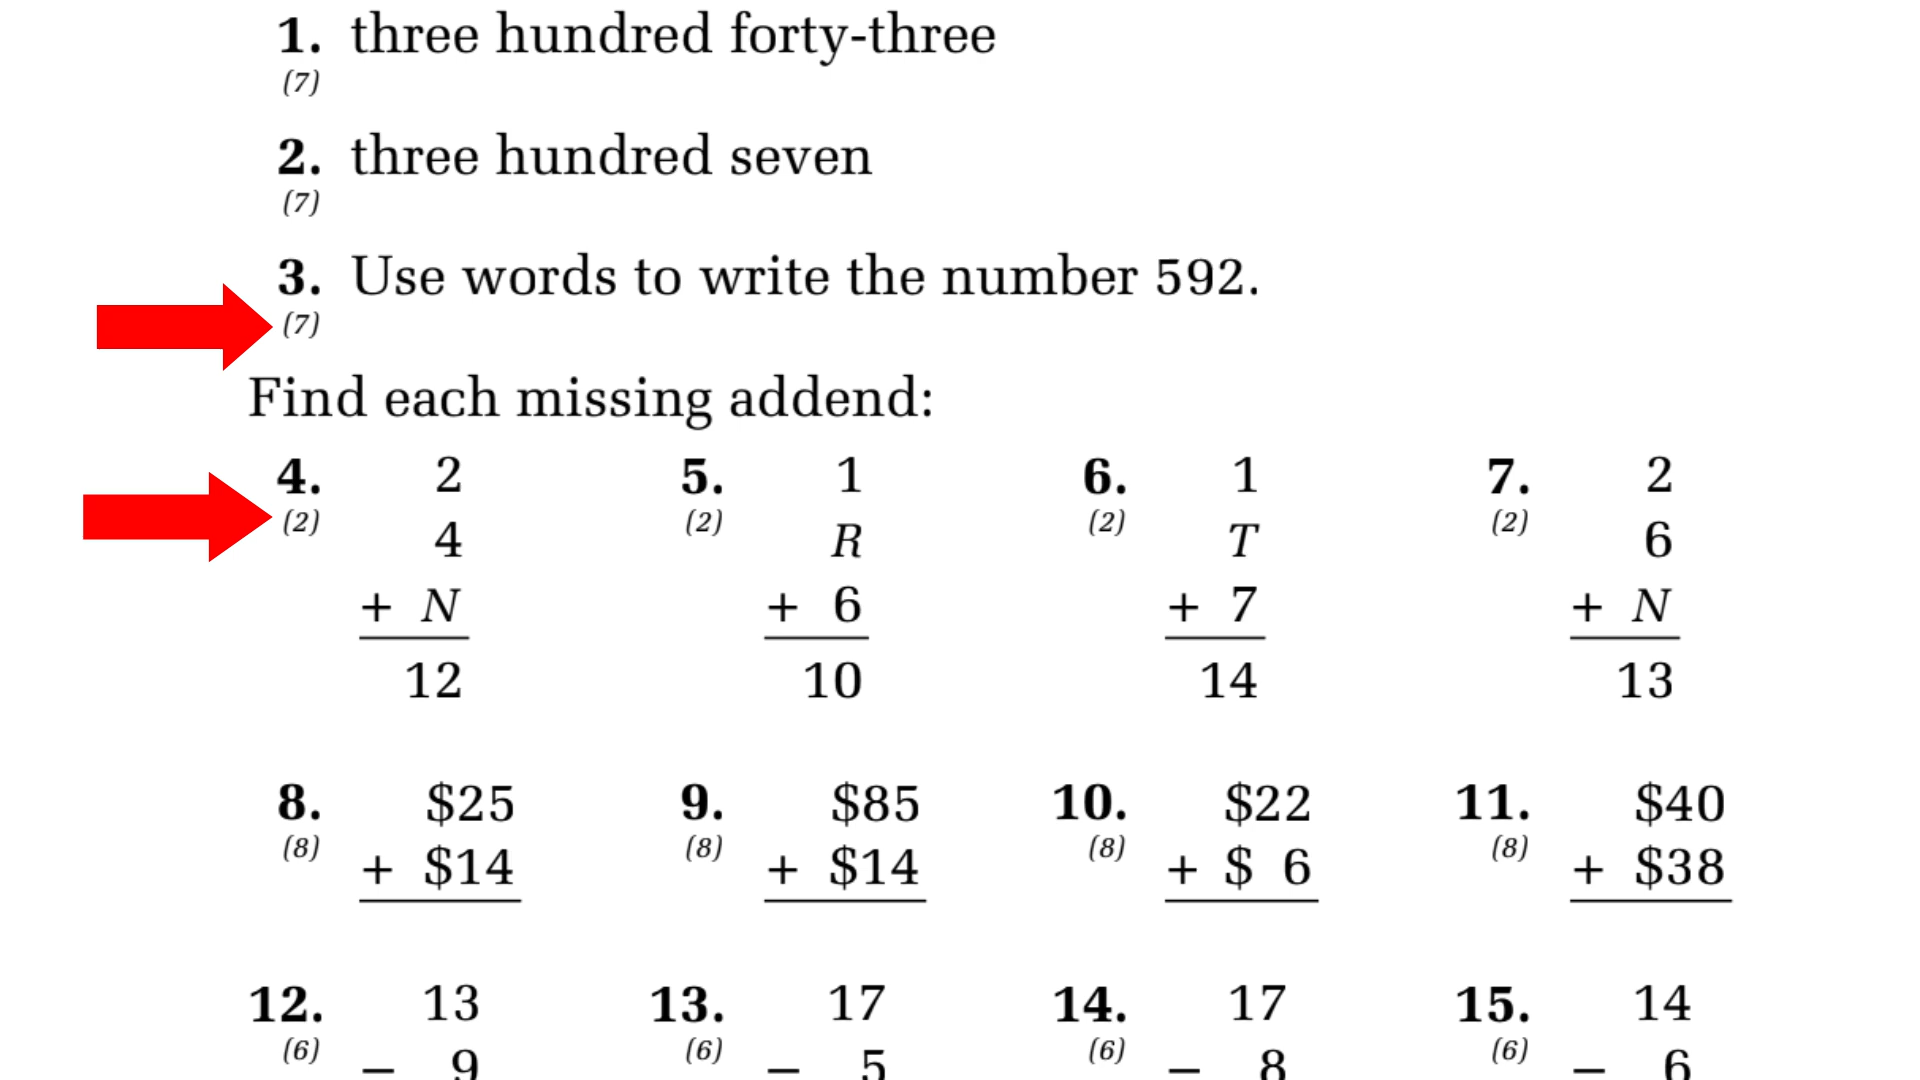 1. three hundred forty-three
(7)
2. three hundred seven
(7)
3. Use words to write the number 592.
(7)
Find each missing addend:
4. 2 5. 1 6. 1 7. 2
(2) (2) (2) (2)
4 R T 6
+ N + 6 + 7 + N
12 10 14 13
8. $25 9. $85 10. $22 11. $40
(8) (8) (8) (8)
+ $14 + $14 + $ 6 + $38
12. 13 13. 17 14. 17 15. 14
(6) (6) (6) (6)
− 9 − 5 − 8 − 6